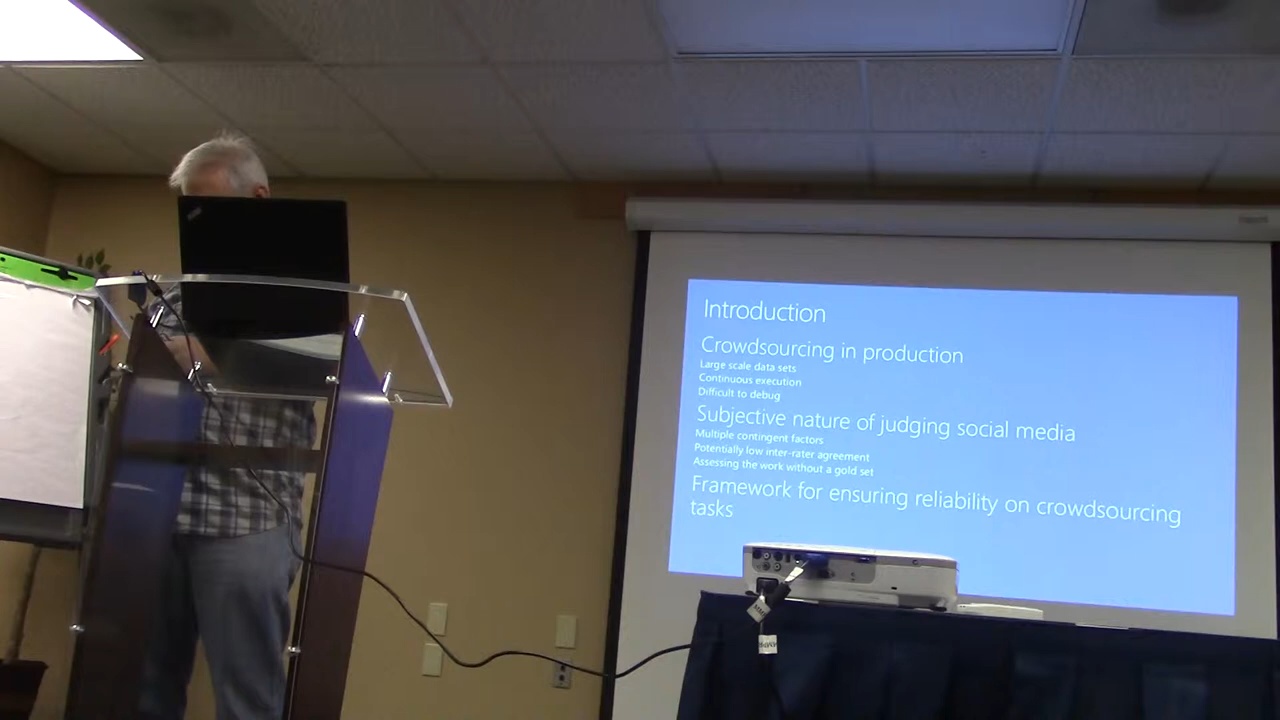 Introduction
Crowdsourcing in production
Large scale data sets
Continuous execution
Difficult to debug
Subjective nature of judging social media
Multiple contingent factors
Potentially low inter-rater agreement
Assessing the work without a gold set
Framework for ensuring reliability on crowdsourcing
tasks